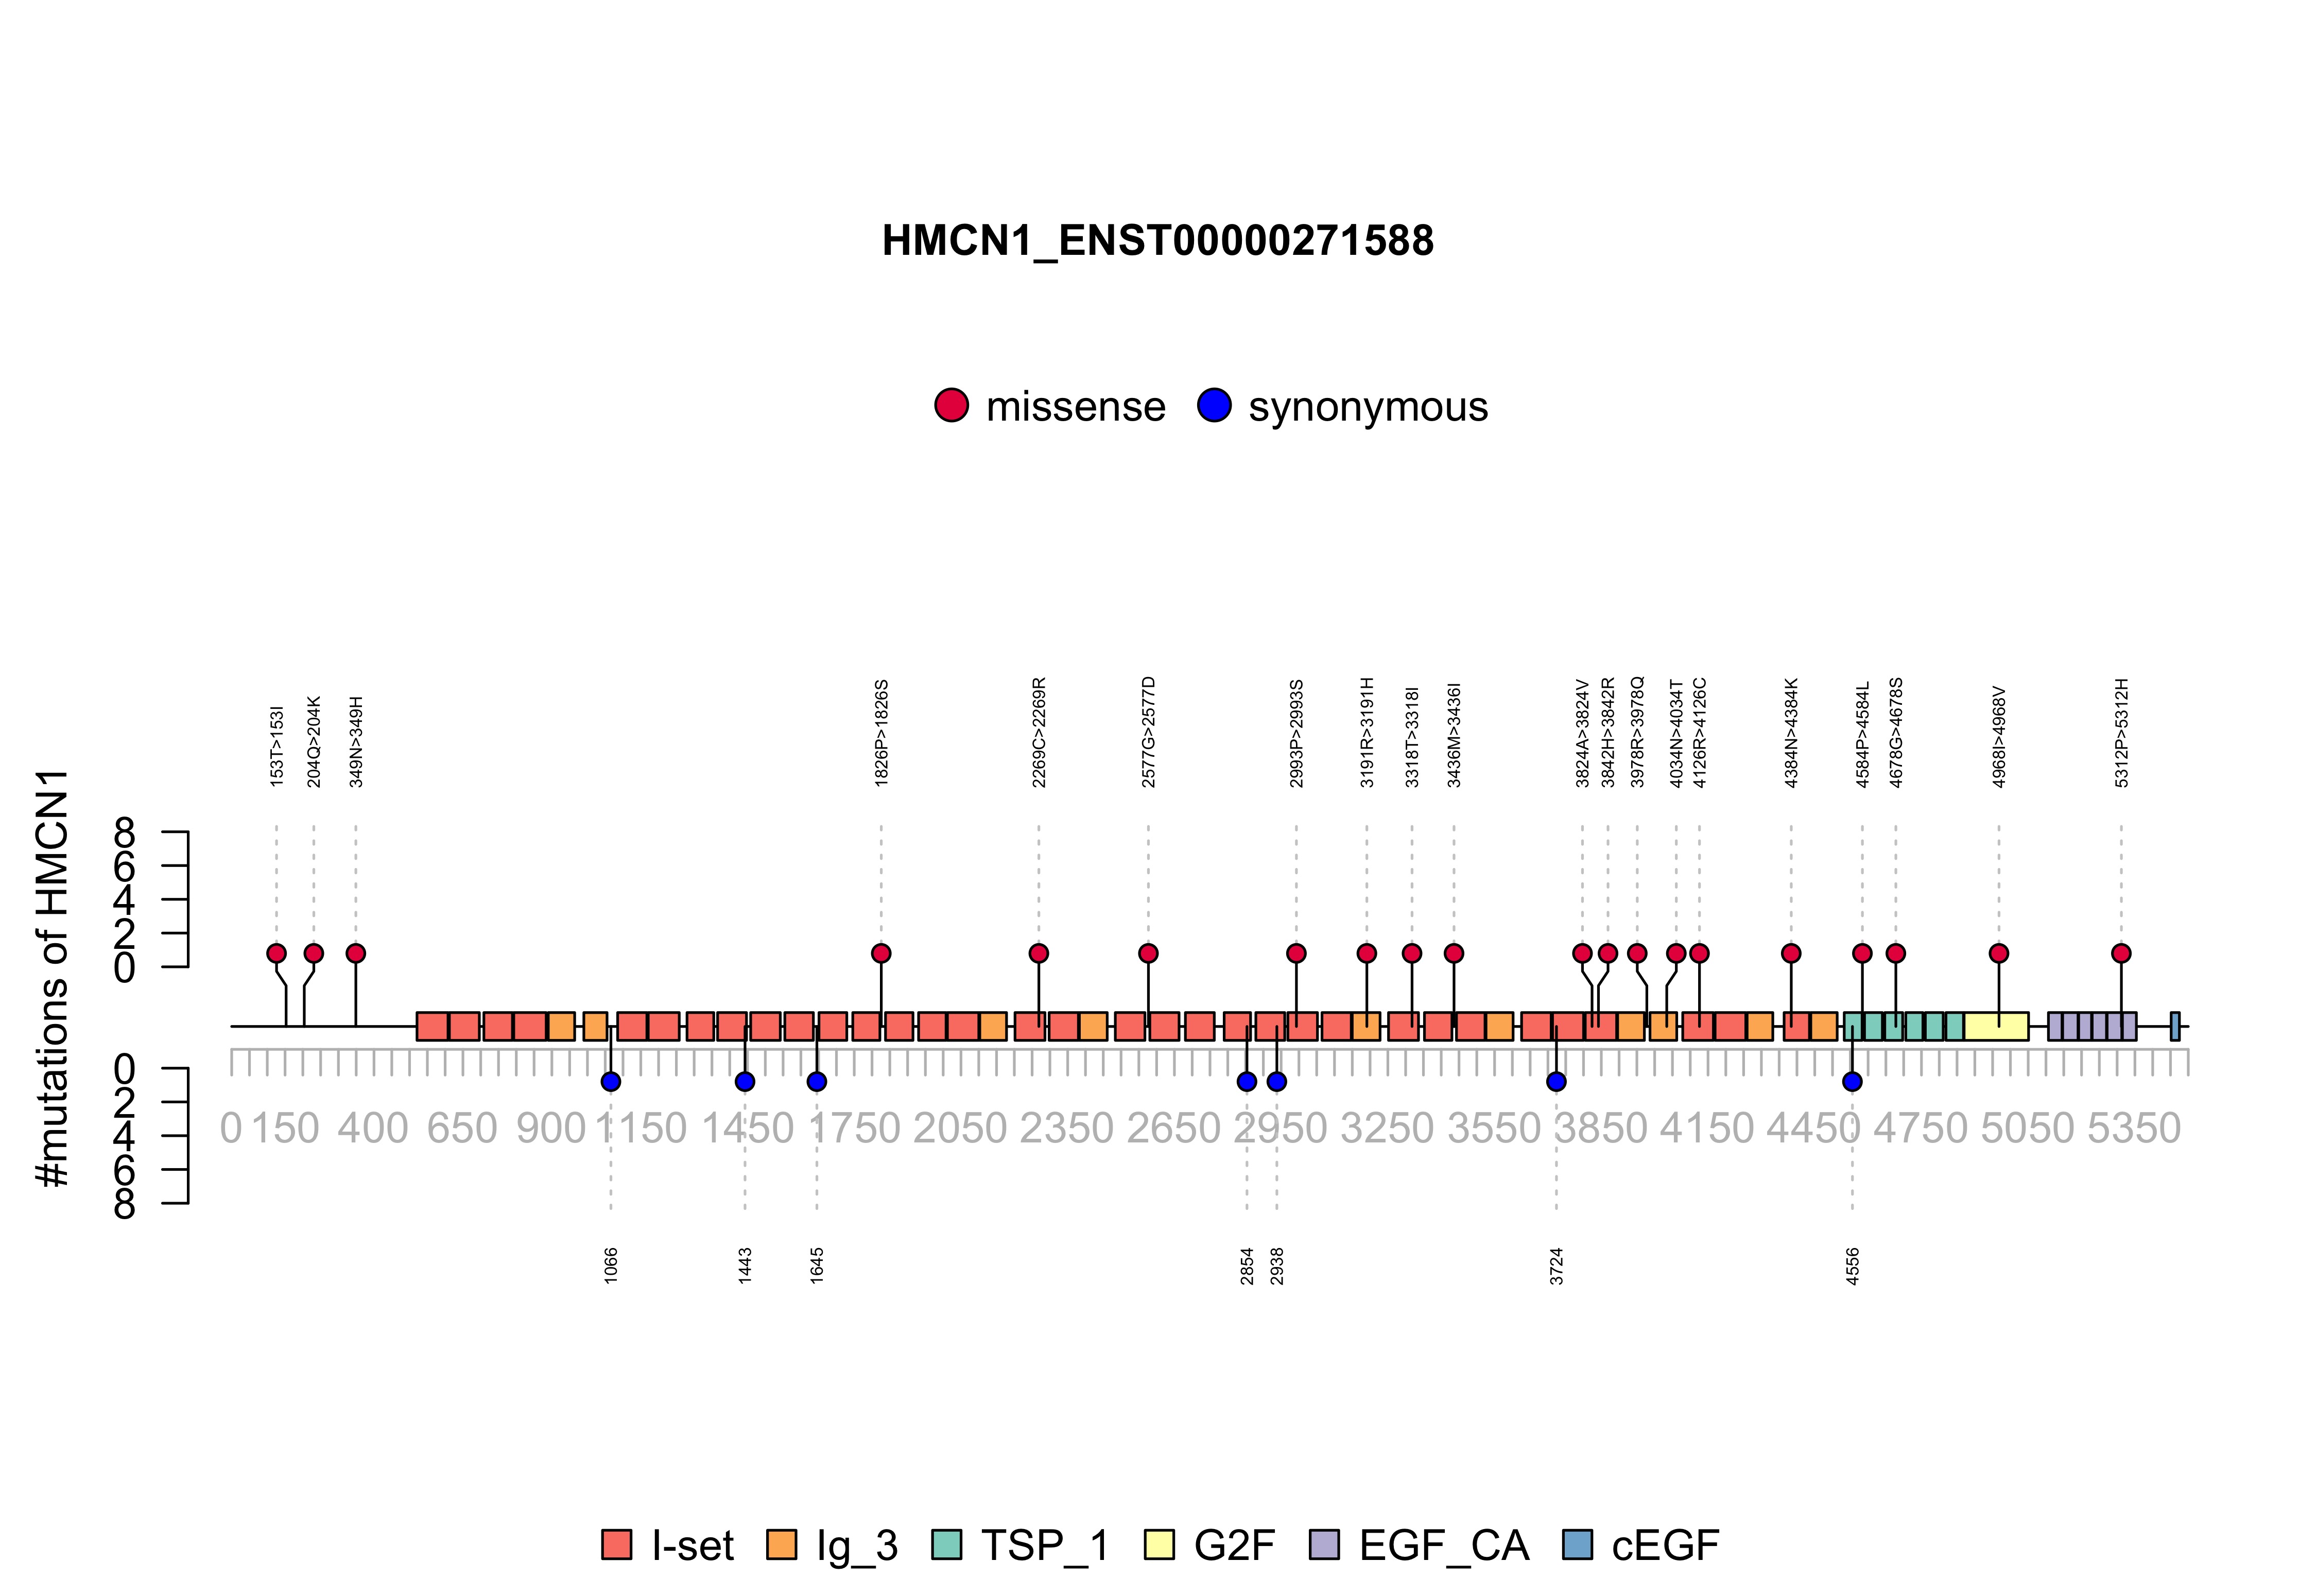 HMCN1_ENST00000271588
missense synonymous
153T>153I
204Q>204K
349N>349H
1826P>1826S
2269C>2269R
2577G>2577D
2993P>2993S
3191R>3191H
3318T>3318I
3436M>3436I
3824A>3824V
3842H>3842R
3978R>3978Q
4034N>4034T
4126R>4126C
4384N>4384K
4584P>4584L
4678G>4678S
4968I>4968V
5312P>5312H
#mutations of HMCN1
8
6
4
2
0
0
2
4
6
8
0 150 400 650 900 1150 1450 1750 2050 2350 2650 2950 3250 3550 3850 4150 4450 4750 5050 5350
1066
1443
1645
2854
2938
3724
4556
I-set Ig_3 TSP_1 G2F EGF_CA cEGF